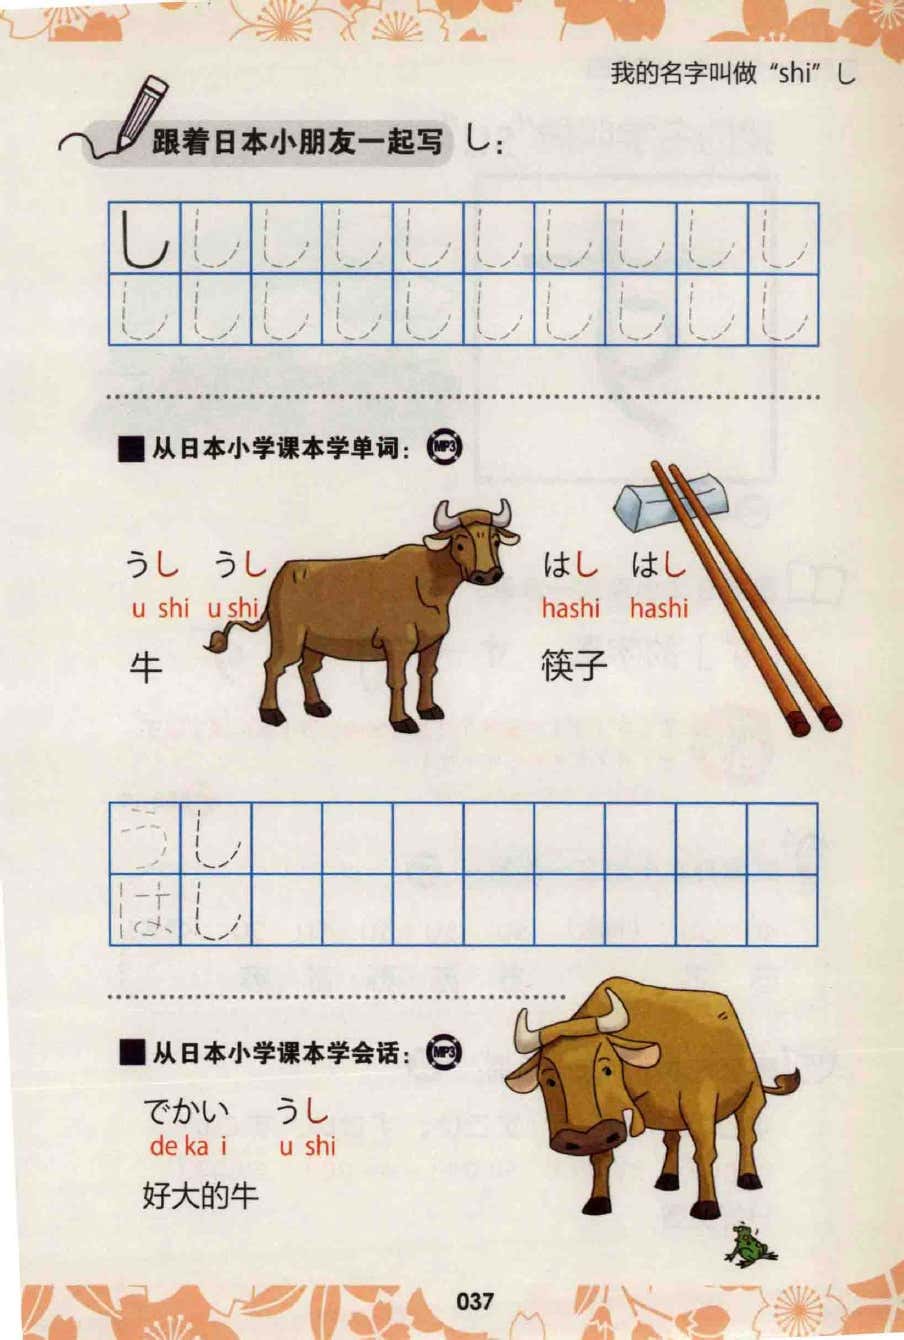 我的名字叫做“shi”し
跟着日本小朋友一起写 し：
し し し し し し し し し し
し し し し し し し し し し
■ 从日本小学课本学单词： MP3
うし うし
u shi u shi
牛
はし はし
hashi hashi
筷子
うし
はし
■ 从日本小学课本学会话： MP3
でかい うし
de ka i u shi
好大的牛
037